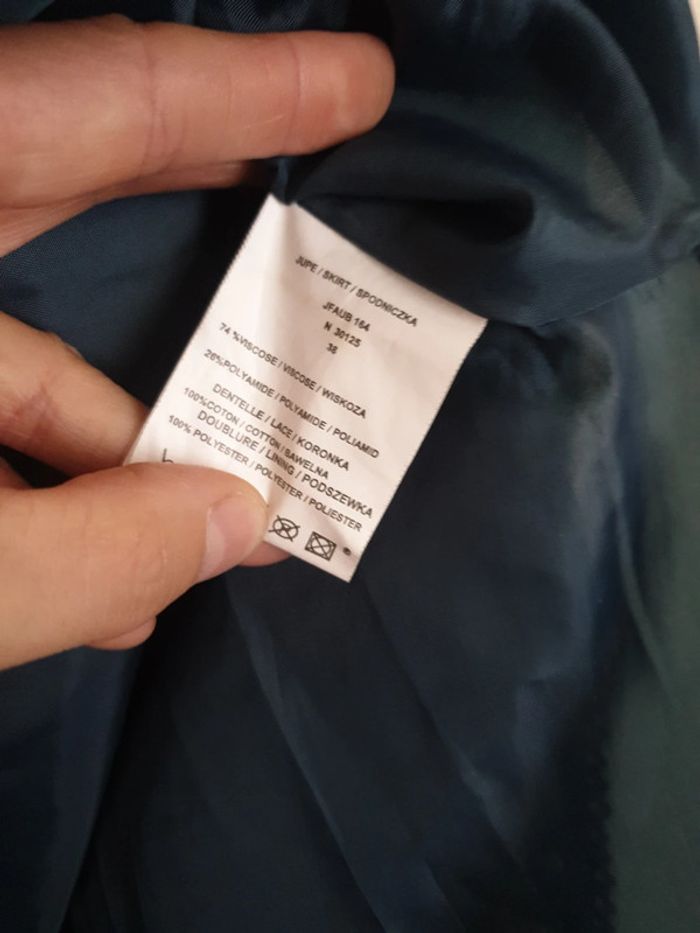 JUPE / SKIRT / SPODNICZKA
JFAUB 164
N 30125
38
74 %VISCOSE / VISCOSE / WISKOZA
26%POLYAMIDE / POLYAMIDE / POLIAMID
DENTELLE / LACE / KORONKA
100%COTON / COTTON / BAWELNA
DOUBLURE / LINING / PODSZEWKA
100% POLYESTER / POLYESTER / POLIESTER